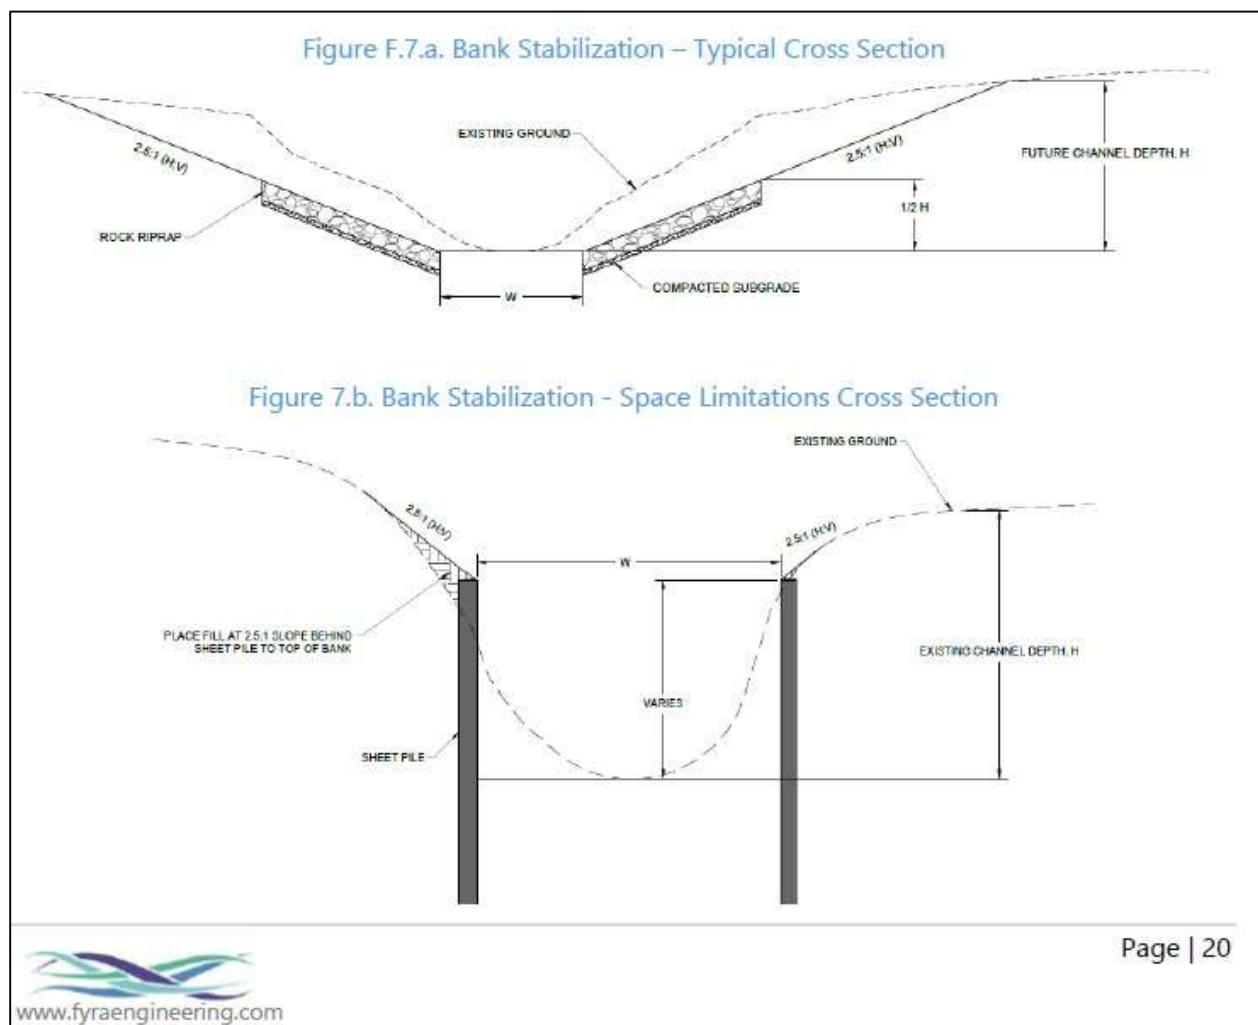 Figure F.7.a. Bank Stabilization – Typical Cross Section
2.5:1 (H:V)
EXISTING GROUND
2.5:1 (H:V)
FUTURE CHANNEL DEPTH, H
1/2 H
ROCK RIPRAP
COMPACTED SUBGRADE
W
Figure 7.b. Bank Stabilization - Space Limitations Cross Section
EXISTING GROUND
2.5:1 (H:V)
2.5:1 (H:V)
W
PLACE FILL AT 2.5:1 SLOPE BEHIND
SHEET PILE TO TOP OF BANK
EXISTING CHANNEL DEPTH, H
VARIES
SHEET PILE
Page | 20
www.fyraengineering.com